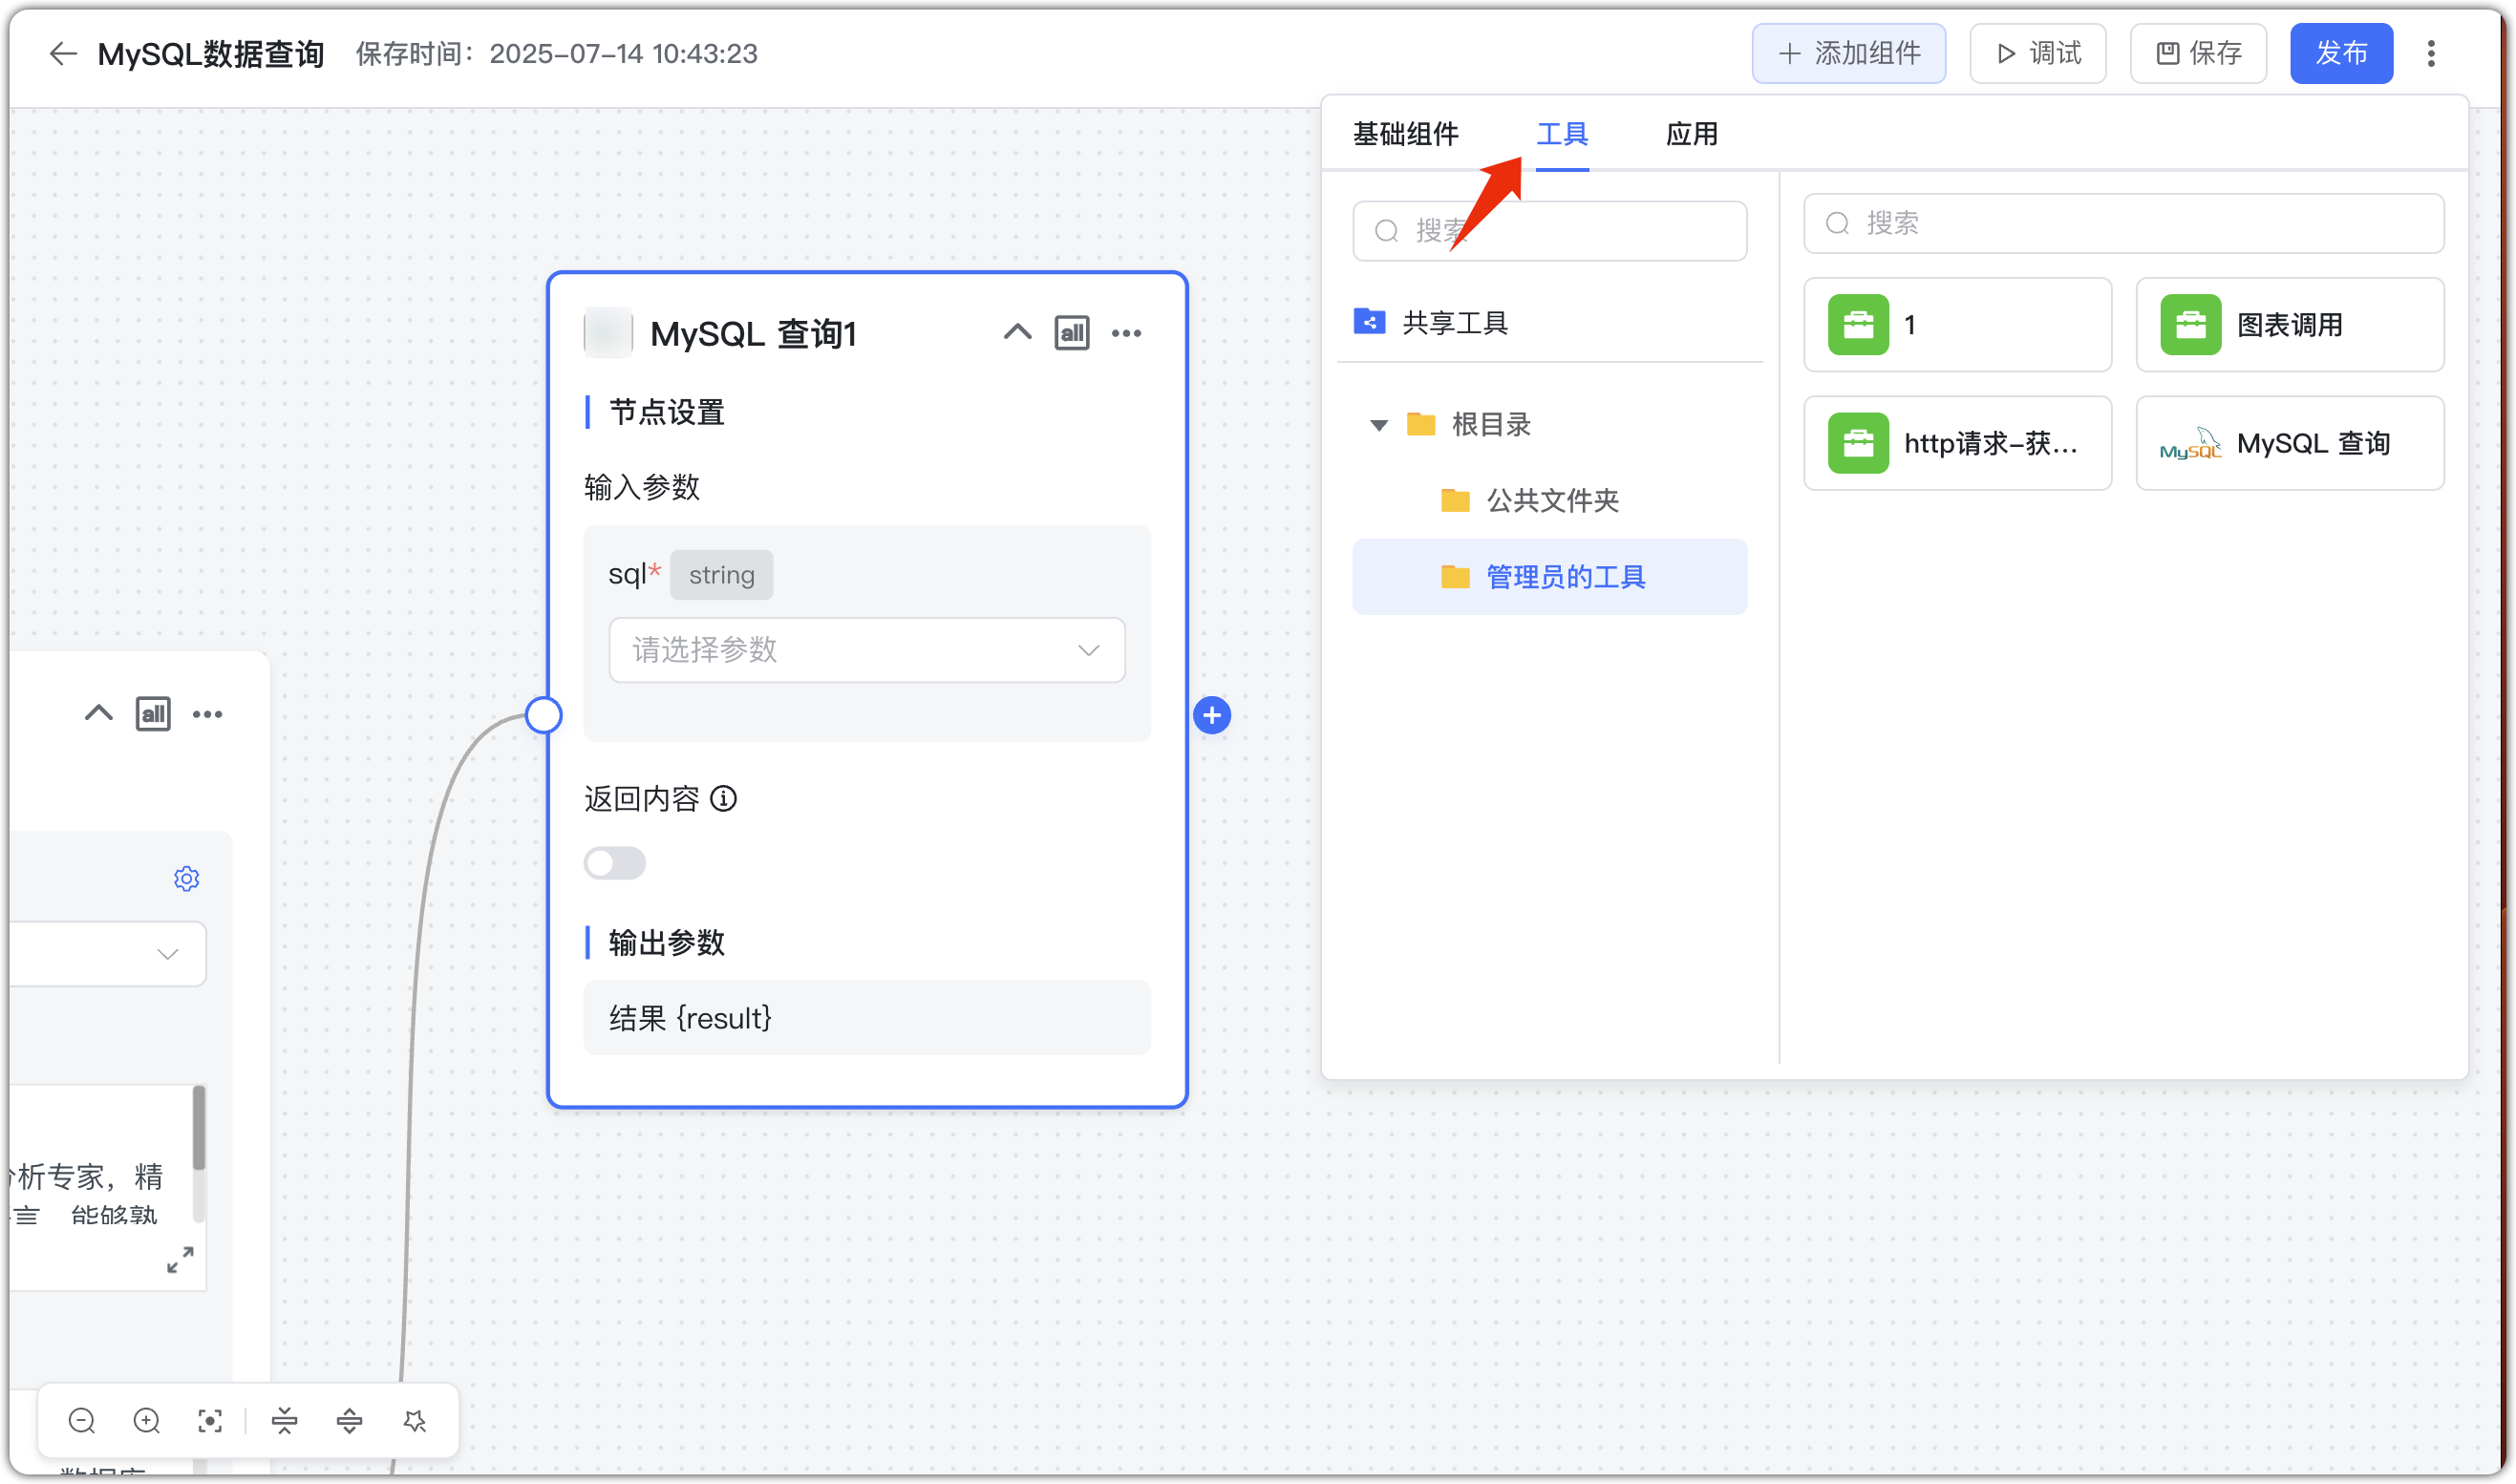 MySQL数据查询 保存时间：2025-07-14 10:43:23
添加组件 调试 保存 发布
基础组件 工具 应用
搜索
共享工具
根目录
公共文件夹
管理员的工具
搜索
1
图表调用
http请求-获...
MySQL MySQL 查询
MySQL 查询1
all
节点设置
输入参数
sql* string
请选择参数
返回内容
输出参数
结果 {result}
all
析专家，精
能够熟